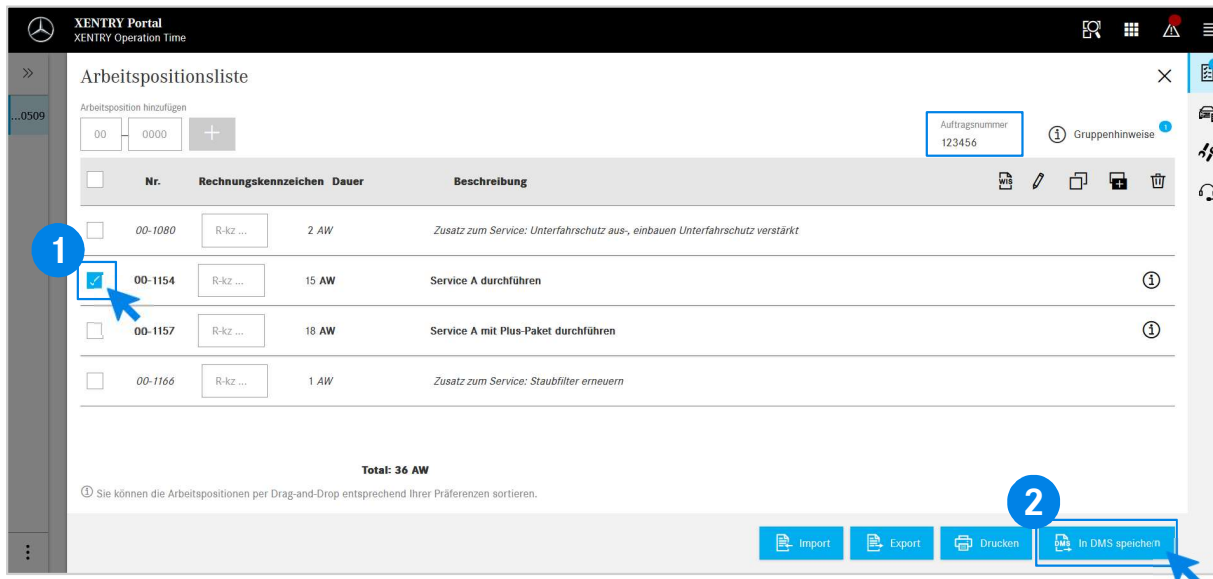 XENTRY Portal
XENTRY Operation Time
Arbeitspositionsliste
...0509
Arbeitsposition hinzufügen
00 - 0000
Auftragsnummer
123456
Gruppenhinweise 1
Nr. Rechnungskennzeichen Dauer Beschreibung
WIS
00-1080 R-kz ... 2 AW Zusatz zum Service: Unterfahrschutz aus-, einbauen Unterfahrschutz verstärkt
1
00-1154 R-kz ... 15 AW Service A durchführen
00-1157 R-kz ... 18 AW Service A mit Plus-Paket durchführen
00-1166 R-kz ... 1 AW Zusatz zum Service: Staubfilter erneuern
Total: 36 AW
Sie können die Arbeitspositionen per Drag-and-Drop entsprechend Ihrer Präferenzen sortieren.
2
Import Export Drucken DMS In DMS speichern